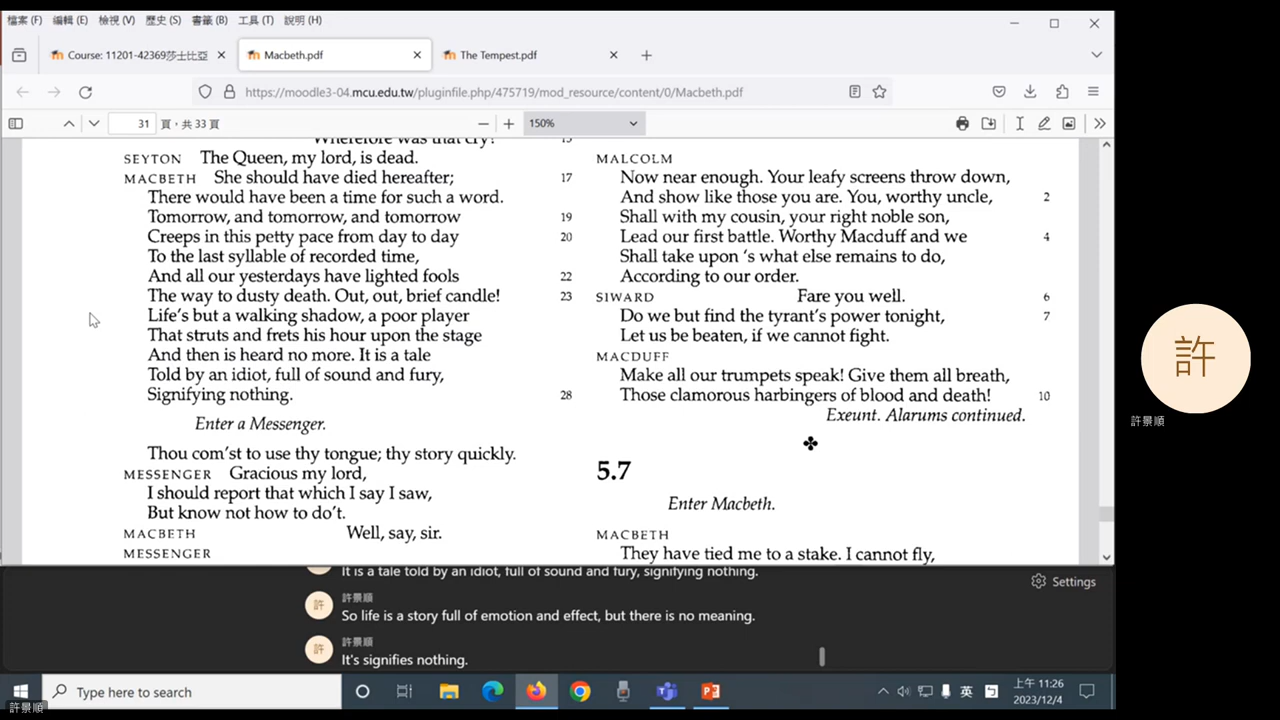 檔案 (F) 編輯 (E) 檢視 (V) 歷史 (S) 書籤 (B) 工具 (T) 說明 (H)
Course: 11201-42369莎士比亞
Macbeth.pdf
The Tempest.pdf
https://moodle3-04.mcu.edu.tw/pluginfile.php/475719/mod_resource/content/0/Macbeth.pdf
31 頁，共 33 頁
150%
Wherefore was that cry? 15
SEYTON The Queen, my lord, is dead.
MACBETH She should have died hereafter; 17
There would have been a time for such a word.
Tomorrow, and tomorrow, and tomorrow 19
Creeps in this petty pace from day to day 20
To the last syllable of recorded time,
And all our yesterdays have lighted fools 22
The way to dusty death. Out, out, brief candle! 23
Life's but a walking shadow, a poor player
That struts and frets his hour upon the stage
And then is heard no more. It is a tale
Told by an idiot, full of sound and fury,
Signifying nothing. 28
Enter a Messenger.
Thou com'st to use thy tongue; thy story quickly.
MESSENGER Gracious my lord,
I should report that which I say I saw,
But know not how to do't.
MACBETH Well, say, sir.
MESSENGER
MALCOLM
Now near enough. Your leafy screens throw down,
And show like those you are. You, worthy uncle, 2
Shall with my cousin, your right noble son,
Lead our first battle. Worthy Macduff and we 4
Shall take upon 's what else remains to do,
According to our order.
SIWARD Fare you well. 6
Do we but find the tyrant's power tonight, 7
Let us be beaten, if we cannot fight.
MACDUFF
Make all our trumpets speak! Give them all breath,
Those clamorous harbingers of blood and death! 10
Exeunt. Alarums continued.
5.7
Enter Macbeth.
MACBETH
They have tied me to a stake. I cannot fly,
許
許景順
許
It is a tale told by an idiot, full of sound and fury, signifying nothing.
Settings
許
許景順
So life is a story full of emotion and effect, but there is no meaning.
許
許景順
It's signifies nothing.
Type here to search
英
上午 11:26
2023/12/4
許景順